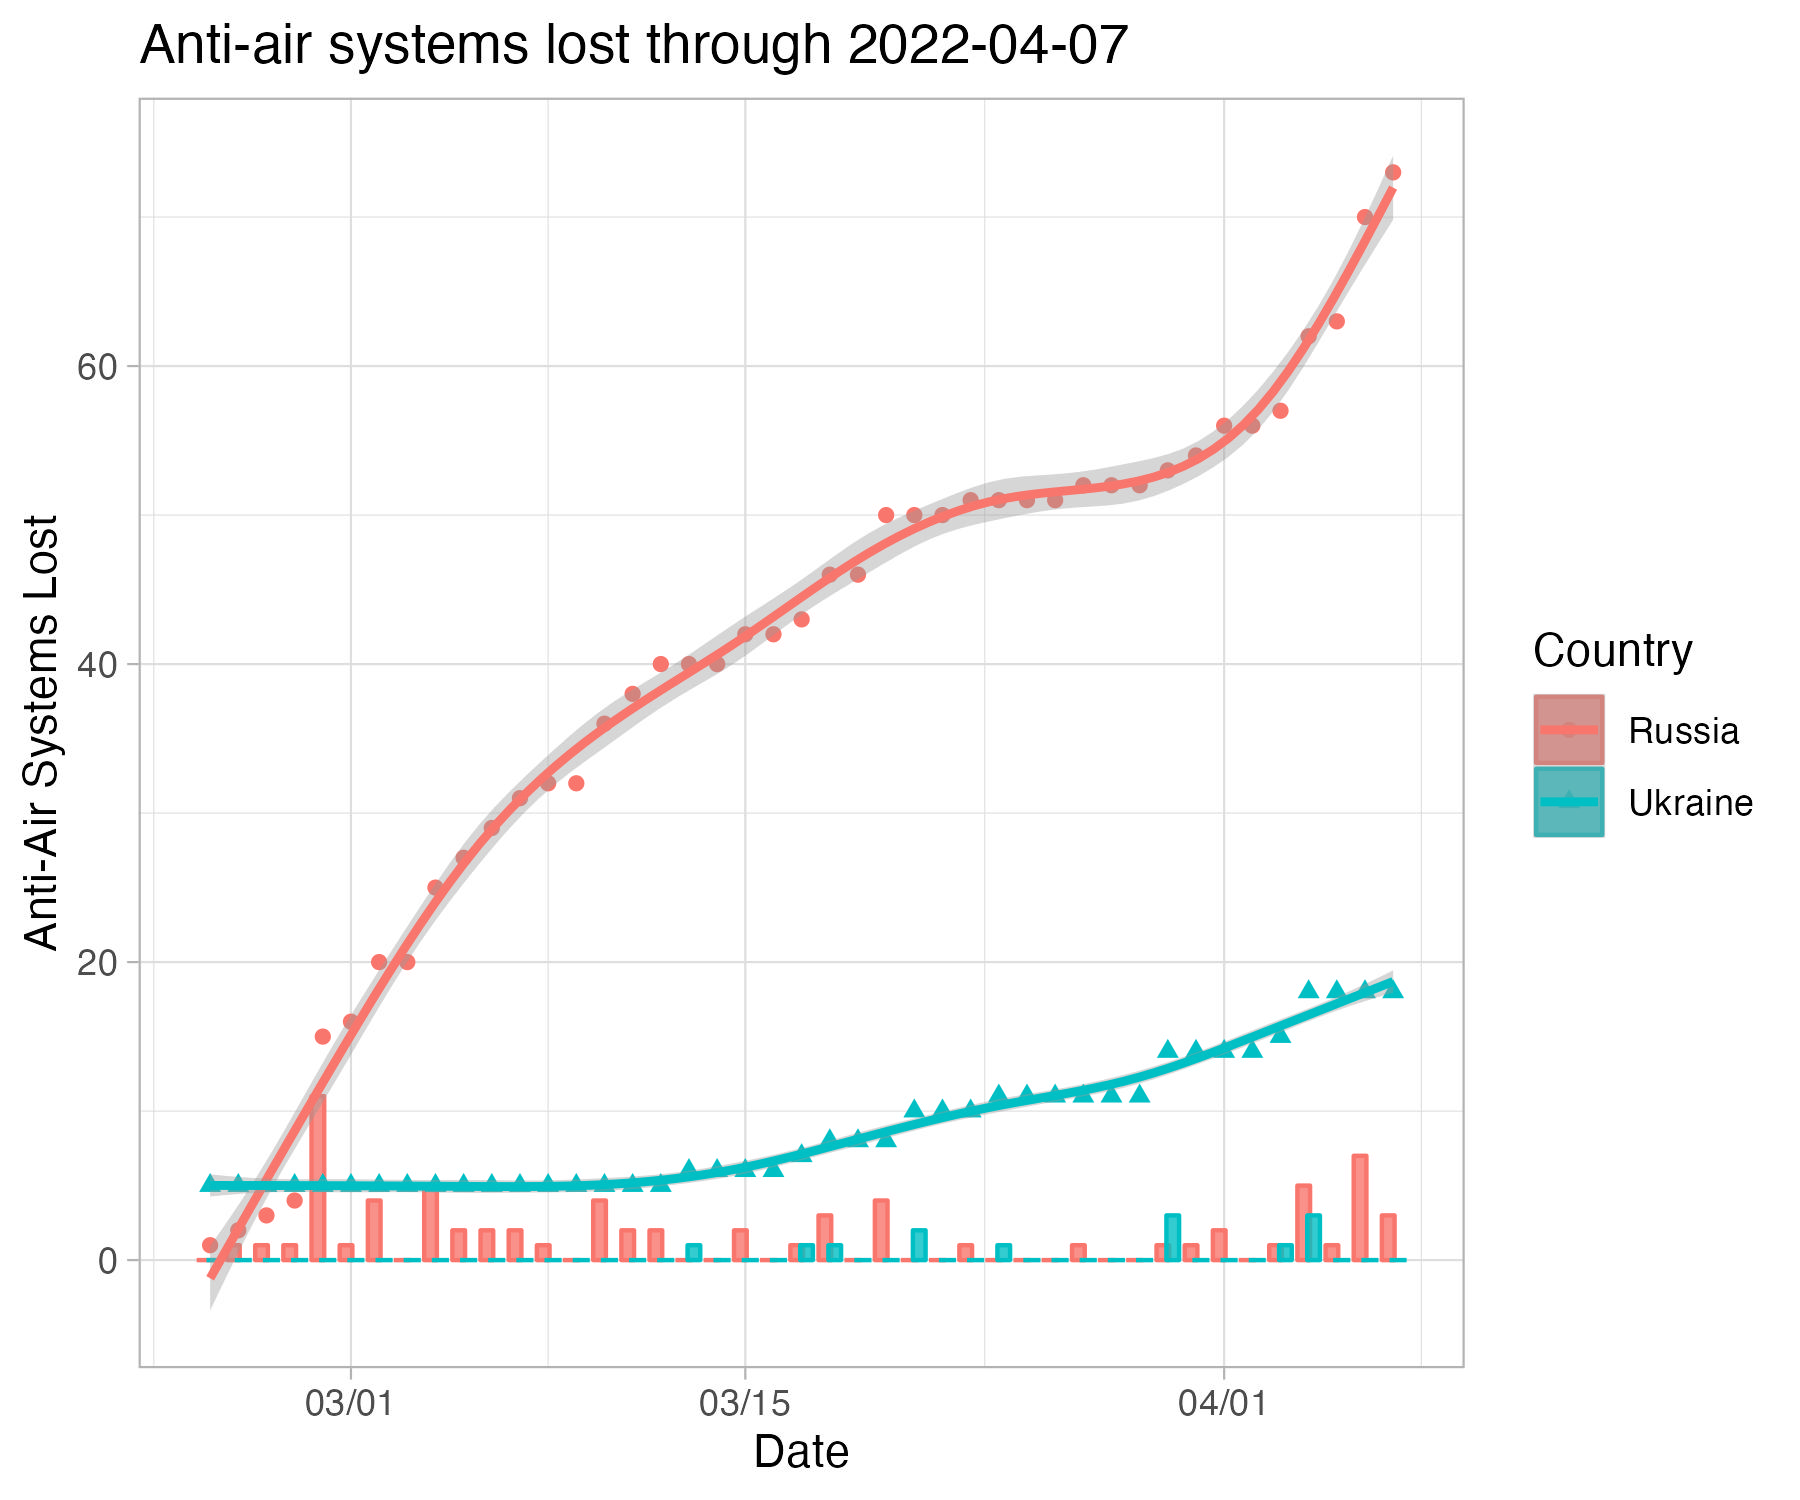 Anti-air systems lost through 2022-04-07
Anti-Air Systems Lost
60
40
20
0
03/01
03/15
04/01
Date
Country
Russia
Ukraine